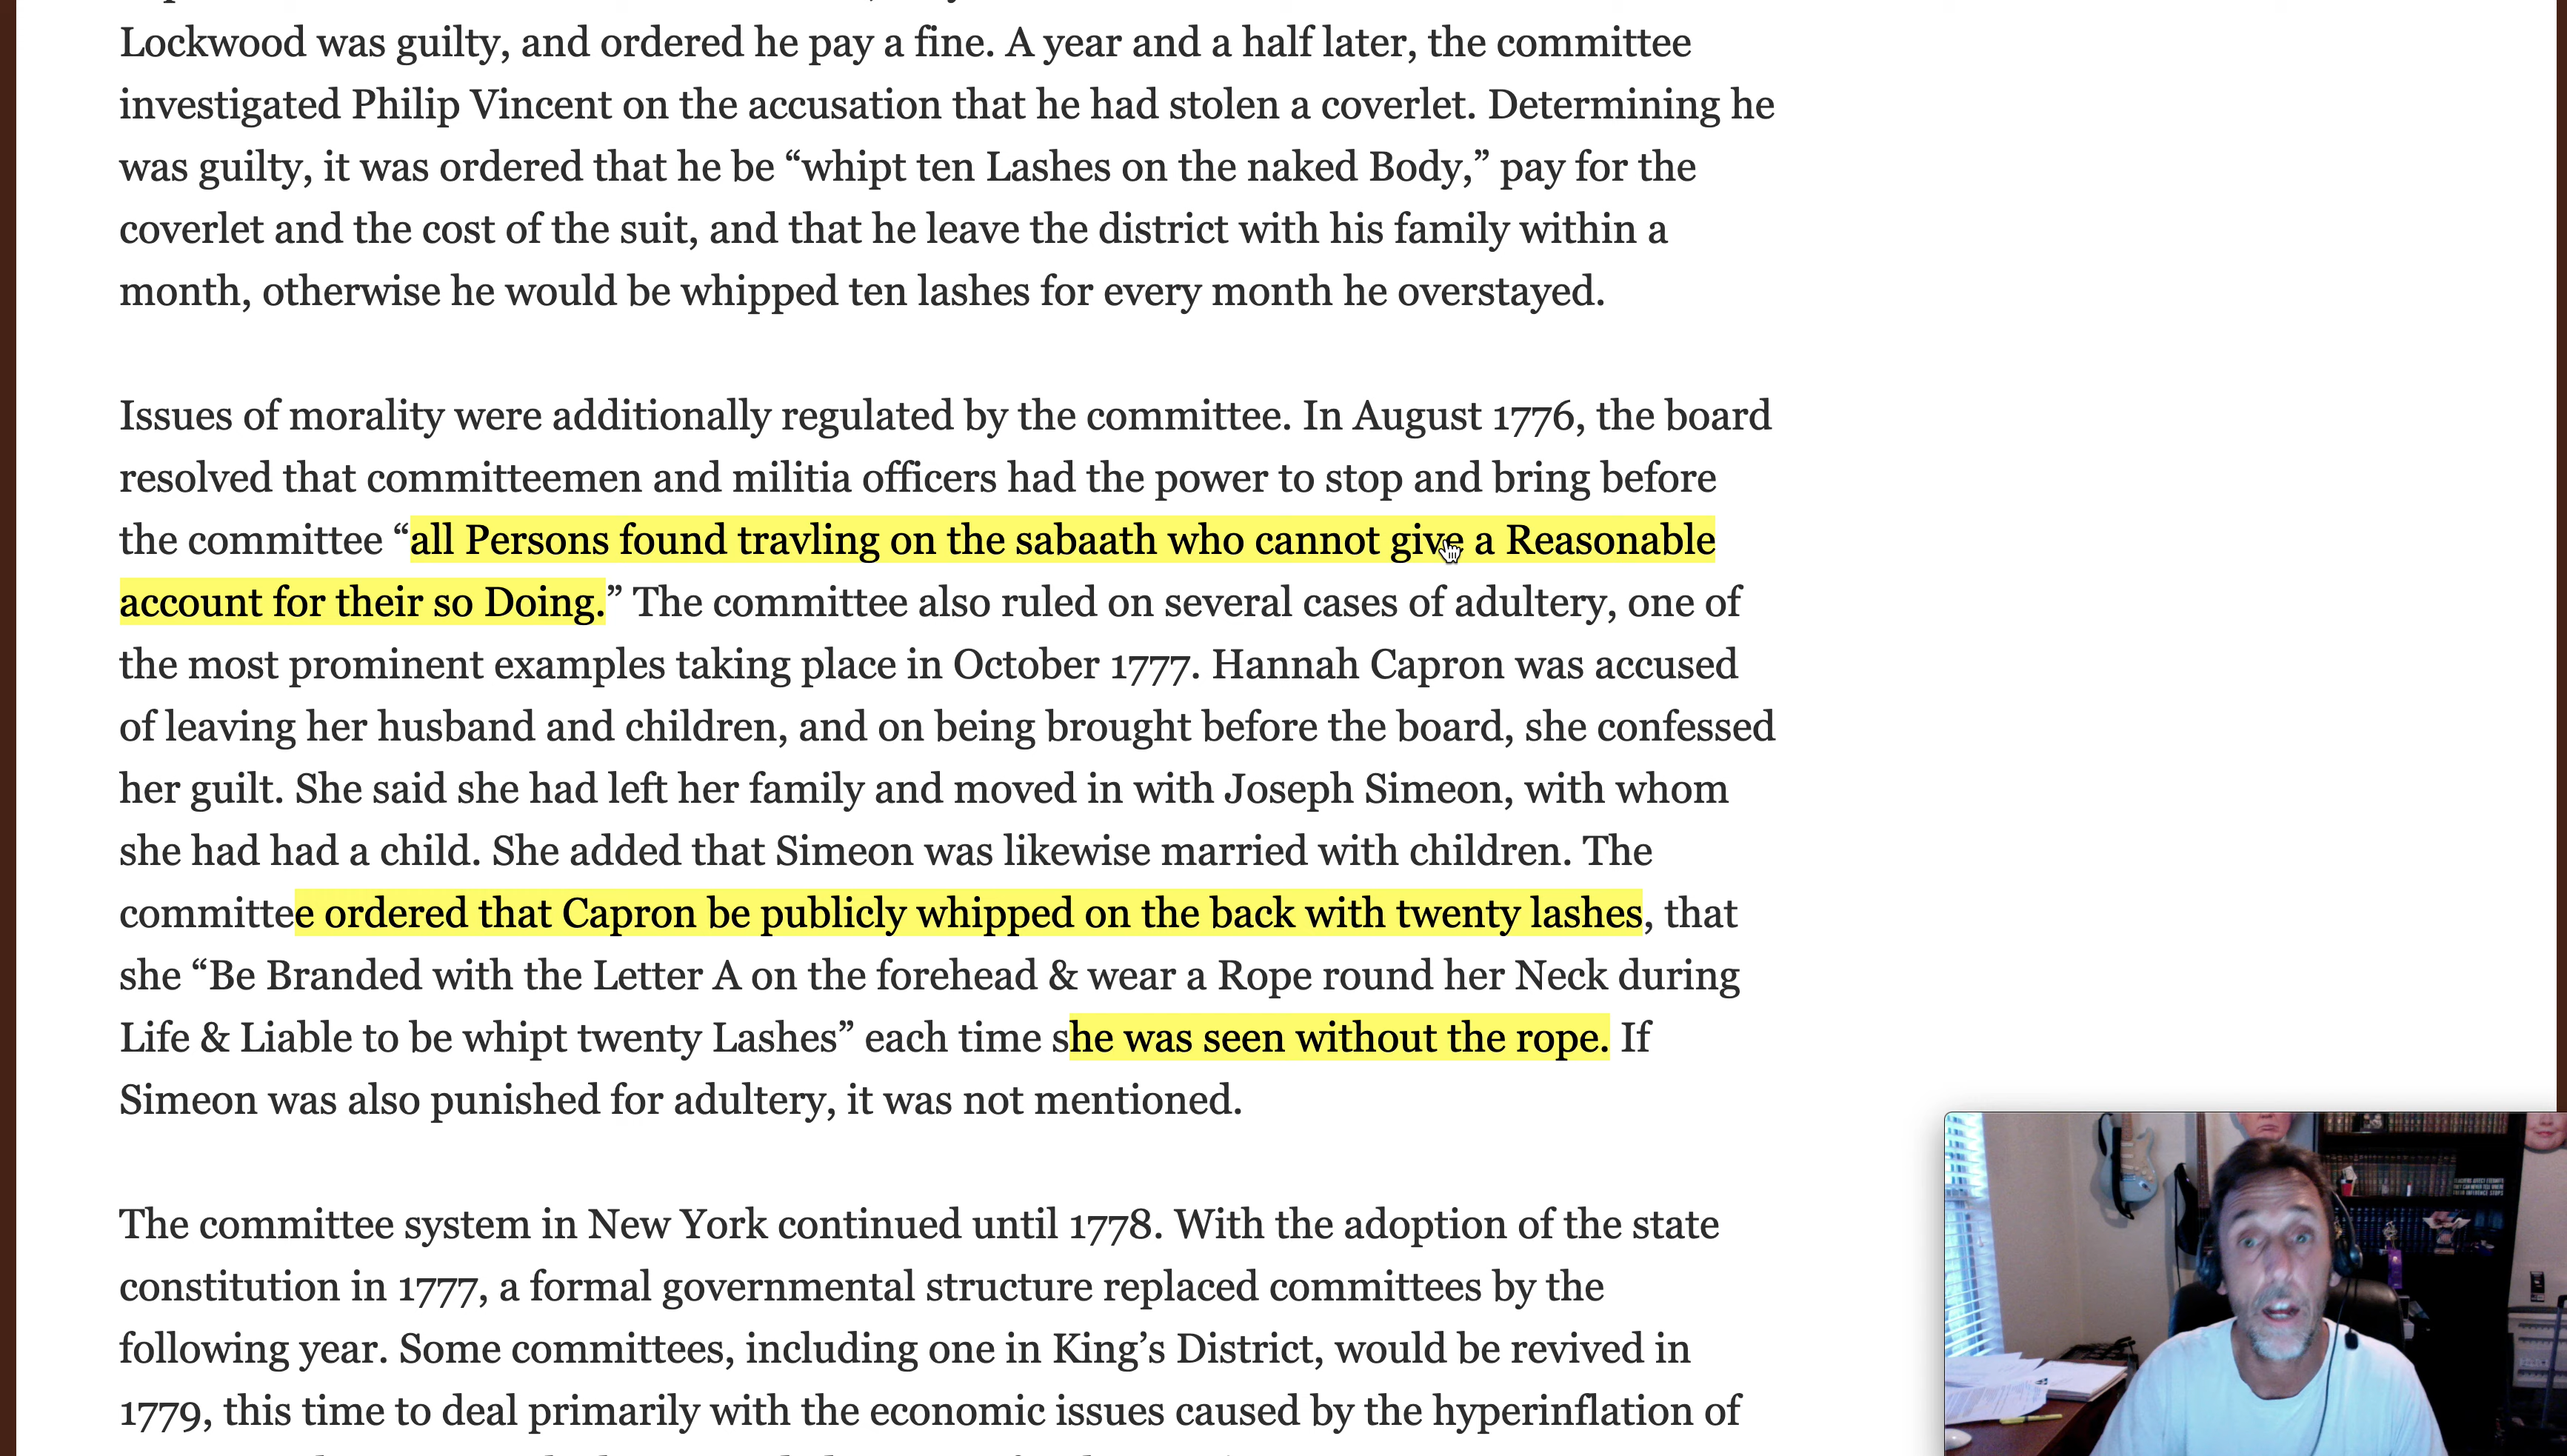 Lockwood was guilty, and ordered he pay a fine. A year and a half later, the committee
investigated Philip Vincent on the accusation that he had stolen a coverlet. Determining he
was guilty, it was ordered that he be “whipt ten Lashes on the naked Body,” pay for the
coverlet and the cost of the suit, and that he leave the district with his family within a
month, otherwise he would be whipped ten lashes for every month he overstayed.
Issues of morality were additionally regulated by the committee. In August 1776, the board
resolved that committeemen and militia officers had the power to stop and bring before
the committee “all Persons found travling on the sabaath who cannot give a Reasonable
account for their so Doing.” The committee also ruled on several cases of adultery, one of
the most prominent examples taking place in October 1777. Hannah Capron was accused
of leaving her husband and children, and on being brought before the board, she confessed
her guilt. She said she had left her family and moved in with Joseph Simeon, with whom
she had had a child. She added that Simeon was likewise married with children. The
committee ordered that Capron be publicly whipped on the back with twenty lashes, that
she “Be Branded with the Letter A on the forehead & wear a Rope round her Neck during
Life & Liable to be whipt twenty Lashes” each time she was seen without the rope. If
Simeon was also punished for adultery, it was not mentioned.
The committee system in New York continued until 1778. With the adoption of the state
constitution in 1777, a formal governmental structure replaced committees by the
following year. Some committees, including one in King’s District, would be revived in
1779, this time to deal primarily with the economic issues caused by the hyperinflation of